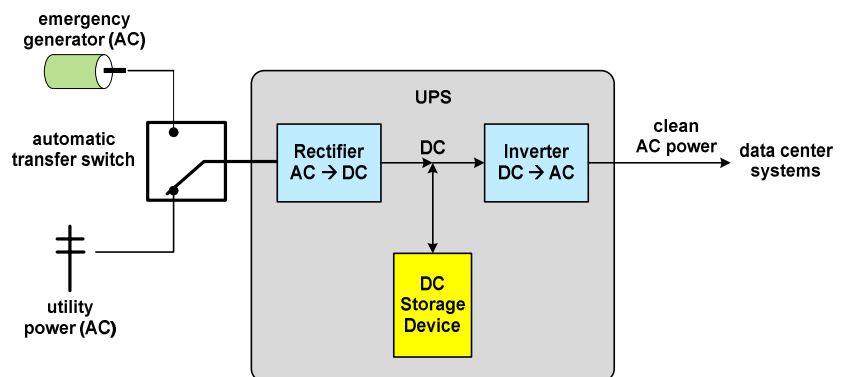 emergency
generator (AC)
automatic
transfer switch
utility
power (AC)
UPS
Rectifier
AC → DC
DC
Inverter
DC → AC
DC
Storage
Device
clean
AC power
data center
systems